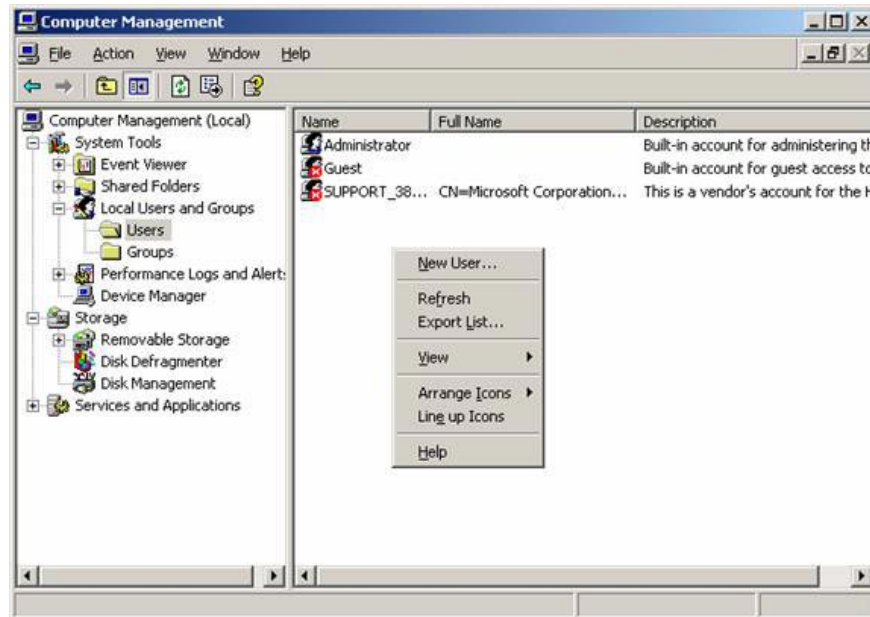 Computer Management
File Action View Window Help
Computer Management (Local)
System Tools
Event Viewer
Shared Folders
Local Users and Groups
Users
Groups
Performance Logs and Alert
Device Manager
Storage
Removable Storage
Disk Defragmenter
Disk Management
Services and Applications
Name Full Name Description
Administrator Built-in account for administering th
Guest Built-in account for guest access to
SUPPORT_38... CN=Microsoft Corporation... This is a vendor's account for the H
New User...
Refresh
Export List...
View
Arrange Icons
Line up Icons
Help